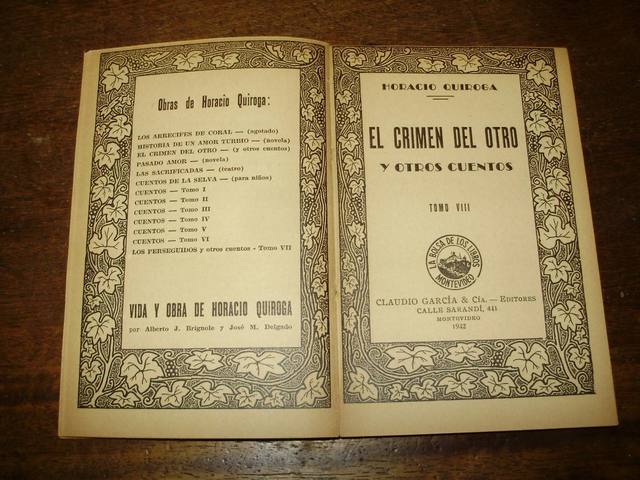 Obras de Horacio Quiroga:
LOS ARRECIFES DE CORAL — (agotado)
HISTORIA DE UN AMOR TURBIO — (novela)
EL CRIMEN DEL OTRO — (y otros cuentos)
PASADO AMOR — (novela)
LAS SACRIFICADAS — (teatro)
CUENTOS DE LA SELVA — (para niños)
CUENTOS — Tomo I
CUENTOS — Tomo II
CUENTOS — Tomo III
CUENTOS — Tomo IV
CUENTOS — Tomo V
CUENTOS — Tomo VI
LOS PERSEGUIDOS y otros cuentos - Tomo VII
VIDA Y OBRA DE HORACIO QUIROGA
por Alberto J. Brignole y José M. Delgado
HORACIO QUIROGA
EL CRIMEN DEL OTRO
Y OTROS CUENTOS
TOMO VIII
LA BOLSA DE LOS LIBROS
MONTEVIDEO
CLAUDIO GARCÍA & Cía. — Editores
CALLE SARANDÍ, 441
MONTEVIDEO
1942